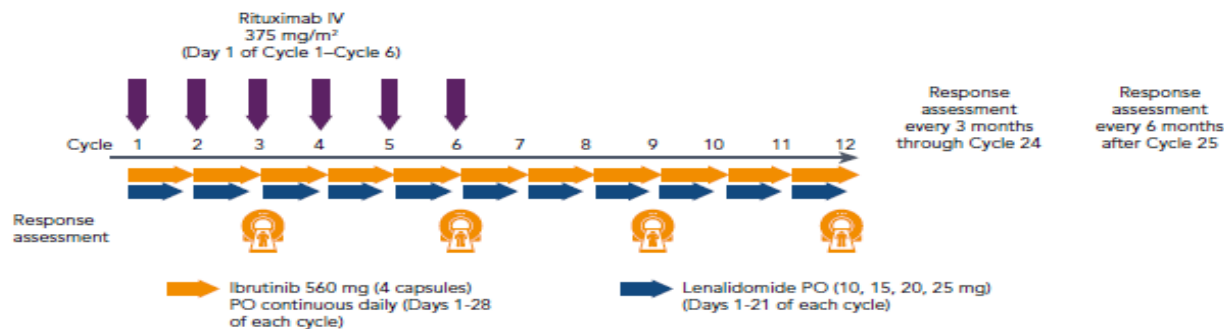 Rituximab IV
375 mg/m²
(Day 1 of Cycle 1–Cycle 6)
Response
assessment
every 3 months
through Cycle 24
Response
assessment
every 6 months
after Cycle 25
Cycle 1 2 3 4 5 6 7 8 9 10 11 12
Response
assessment
Ibrutinib 560 mg (4 capsules)
PO continuous daily (Days 1-28
of each cycle)
Lenalidomide PO (10, 15, 20, 25 mg)
(Days 1-21 of each cycle)